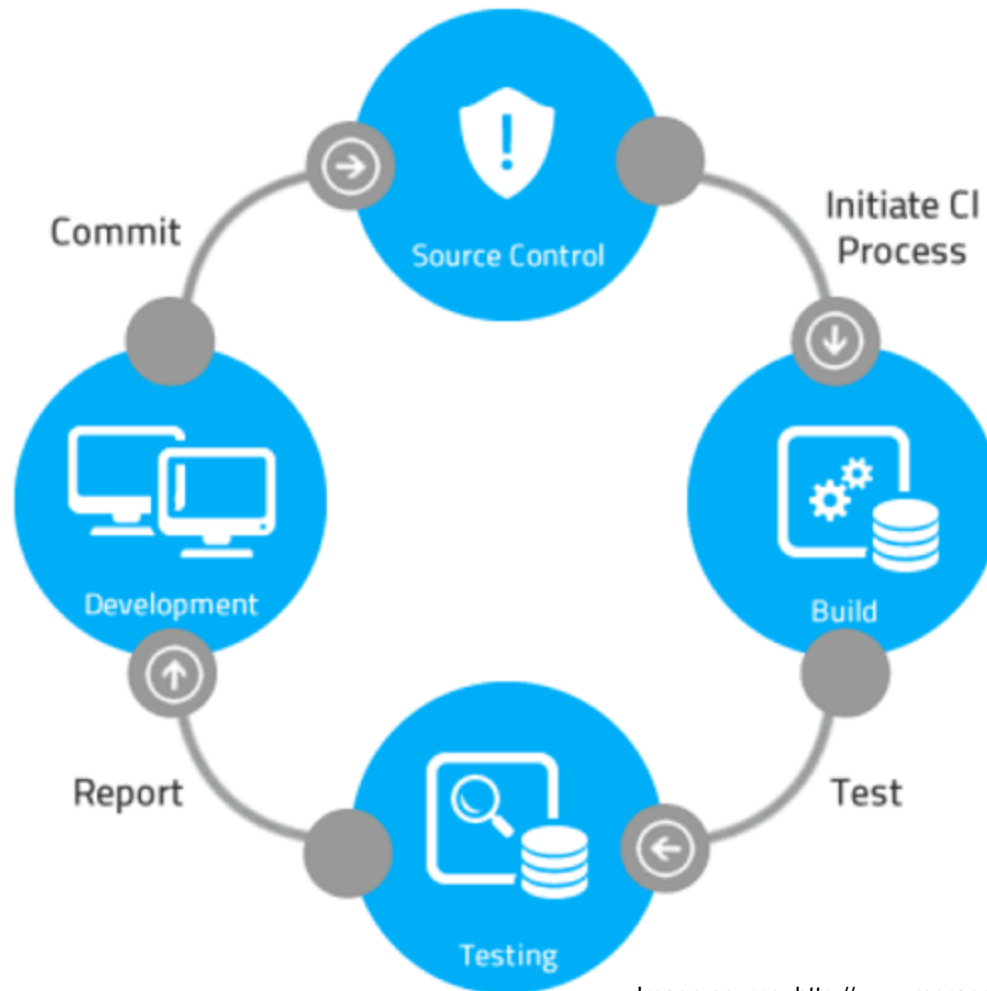 Source Control
Commit
Initiate CI
Process
Development
Build
Report
Test
Testing